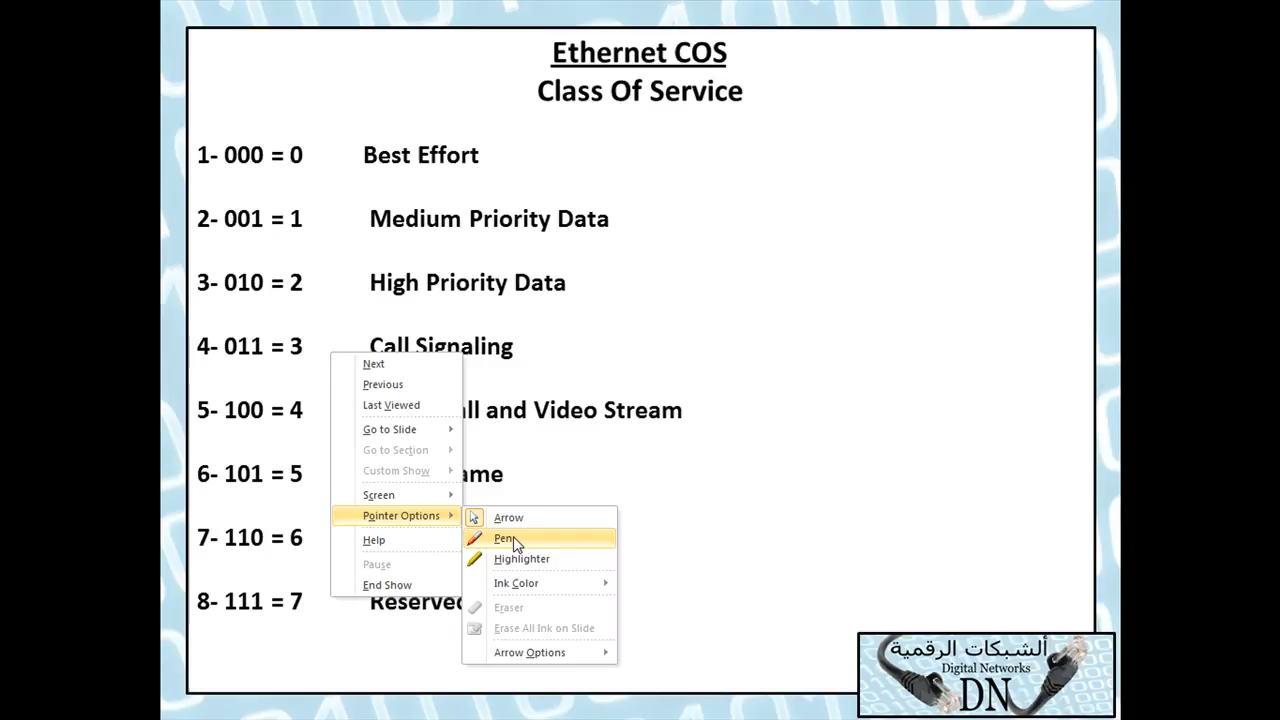 Ethernet COS
Class Of Service
1- 000 = 0 Best Effort
2- 001 = 1 Medium Priority Data
3- 010 = 2 High Priority Data
4- 011 = 3 Call Signaling
5- 100 = 4 and Video Stream
6- 101 = 5
7- 110 = 6
8- 111 = 7 Reserved
Next
Previous
Last Viewed
Go to Slide
Go to Section
Custom Show
Screen
Pointer Options
Help
Pause
End Show
Arrow
Pen
Highlighter
Ink Color
Eraser
Erase All Ink on Slide
Arrow Options
ألشبكات الرقمية
Digital Networks
DN